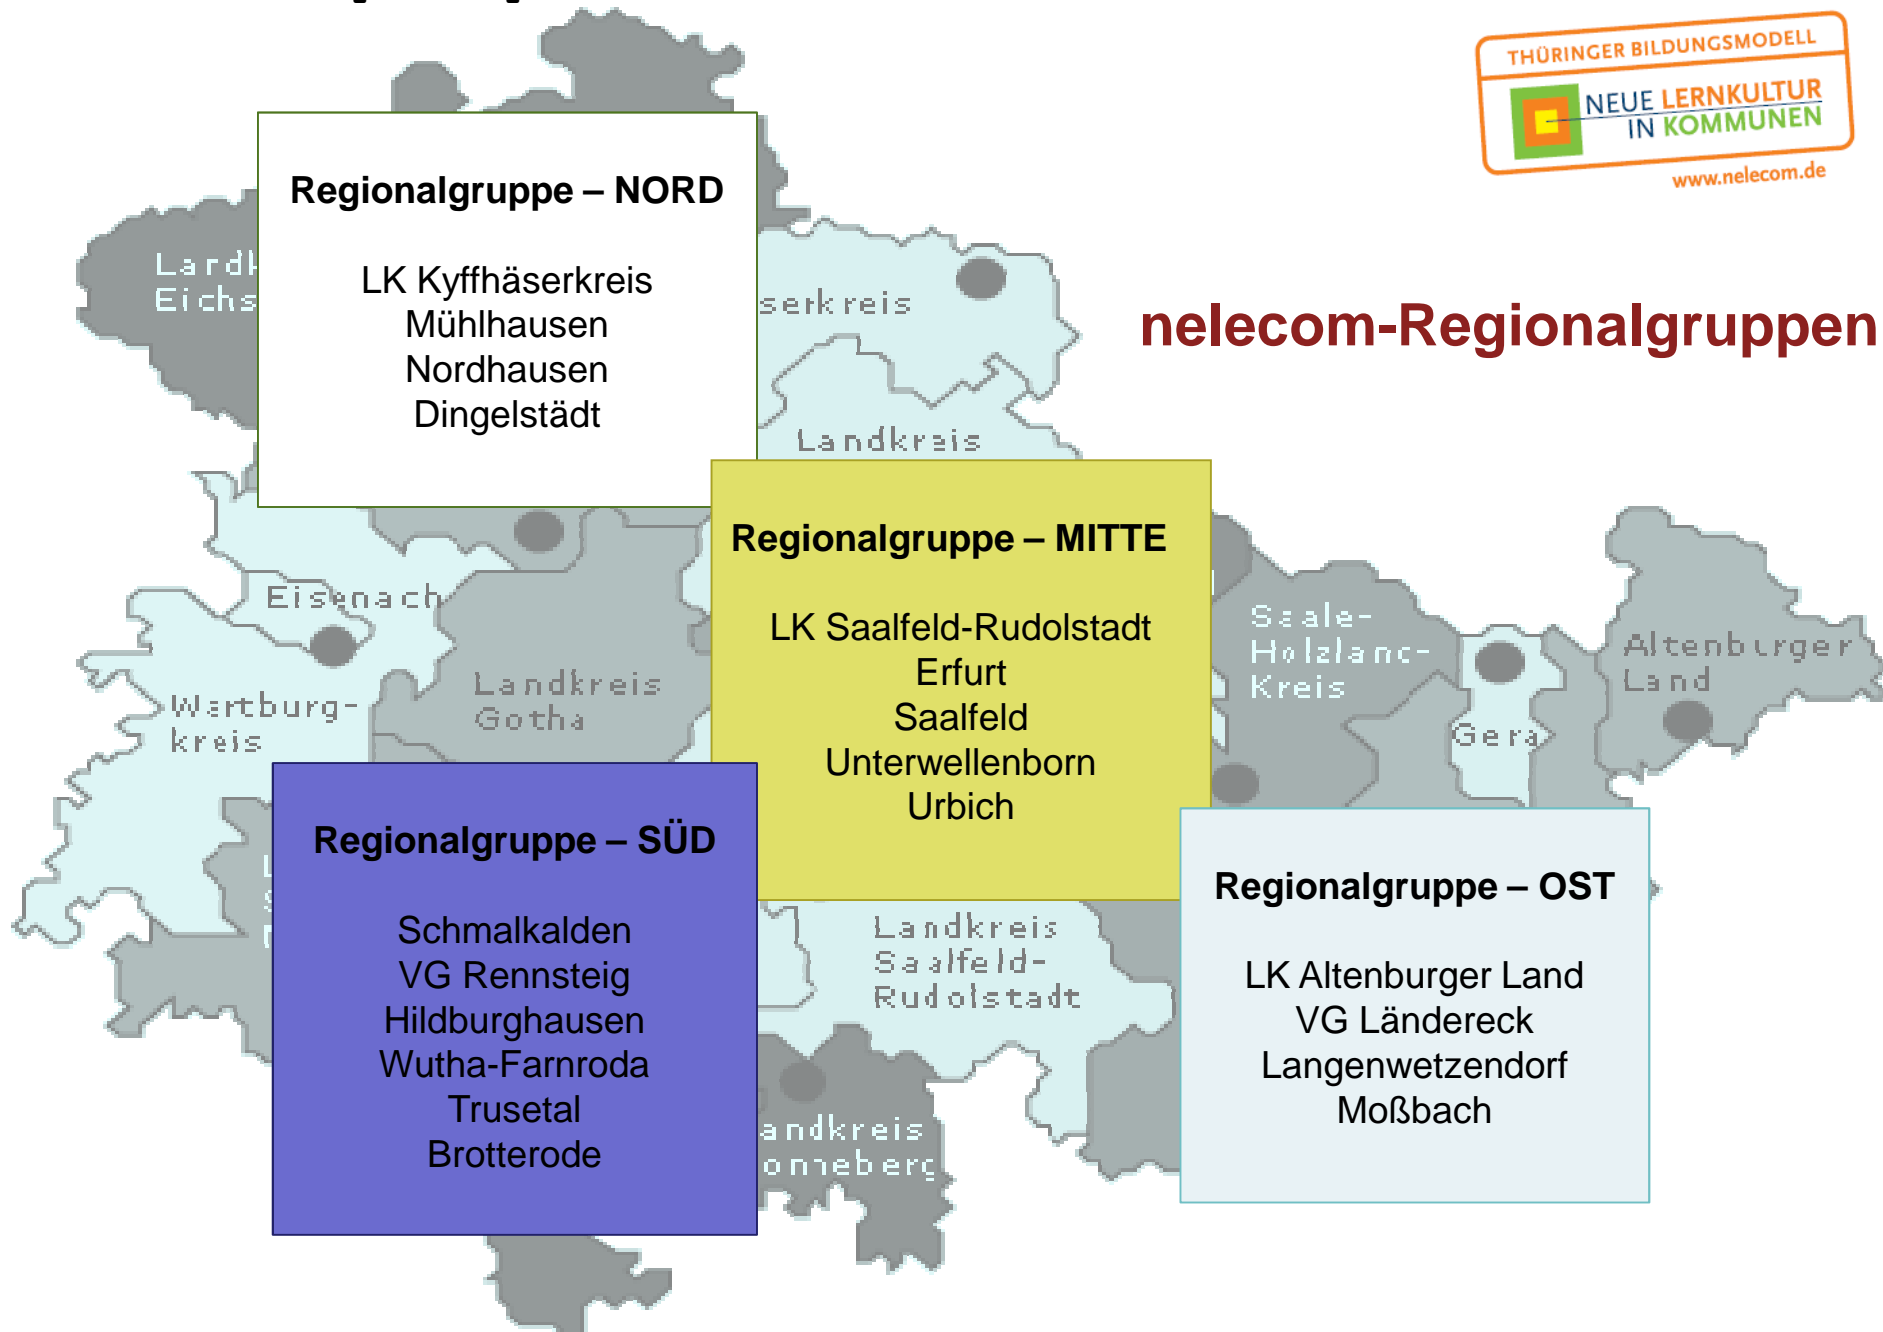 THÜRINGER BILDUNGSMODELL
NEUE LERNKULTUR
IN KOMMUNEN
www.nelecom.de
nelecom-Regionalgruppen
Regionalgruppe – NORD
LK Kyffhäserkreis
Mühlhausen
Nordhausen
Dingelstädt
Regionalgruppe – MITTE
LK Saalfeld-Rudolstadt
Erfurt
Saalfeld
Unterwellenborn
Urbich
Regionalgruppe – SÜD
Schmalkalden
VG Rennsteig
Hildburghausen
Wutha-Farnroda
Trusetal
Brotterode
Regionalgruppe – OST
LK Altenburger Land
VG Ländereck
Langenwetzendorf
Moßbach
serkreis
Landkreis
Eisenach
Wartburg-
kreis
Landkreis
Gotha
Saale-
Holzland-
Kreis
Gera
Altenburger
Land
Landkreis
Saalfeld-
Rudolstadt
andkreis
onneberg